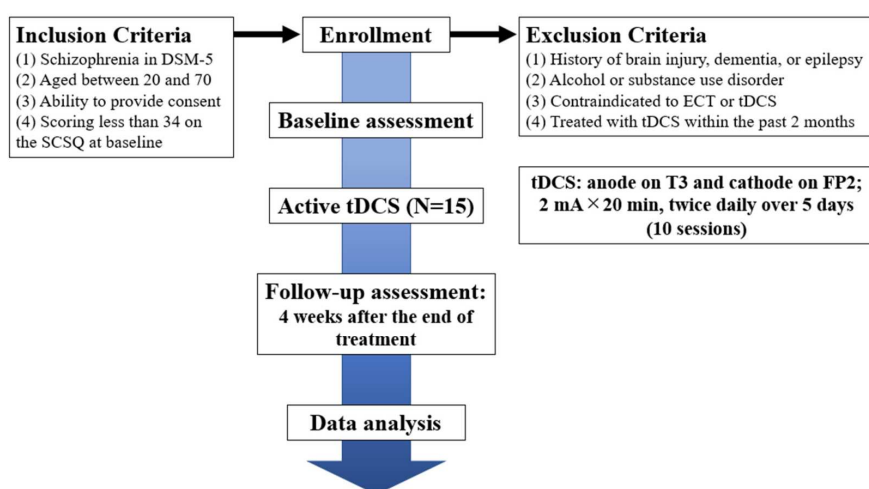 Inclusion Criteria
(1) Schizophrenia in DSM-5
(2) Aged between 20 and 70
(3) Ability to provide consent
(4) Scoring less than 34 on
the SCSQ at baseline
Enrollment
Exclusion Criteria
(1) History of brain injury, dementia, or epilepsy
(2) Alcohol or substance use disorder
(3) Contraindicated to ECT or tDCS
(4) Treated with tDCS within the past 2 months
Baseline assessment
tDCS: anode on T3 and cathode on FP2;
2 mA×20 min, twice daily over 5 days
(10 sessions)
Active tDCS (N=15)
Follow-up assessment:
4 weeks after the end of
treatment
Data analysis